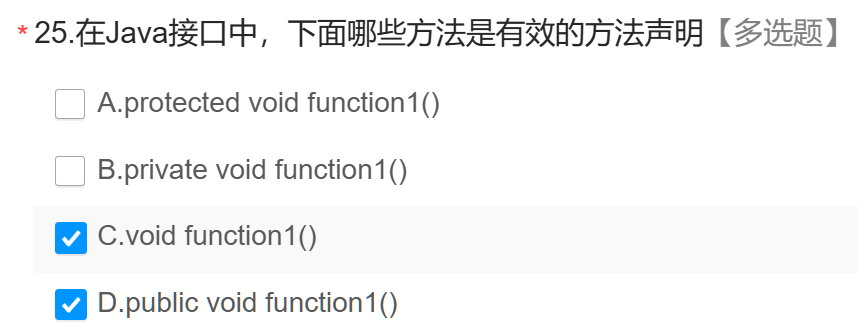 * 25.在Java接口中，下面哪些方法是有效的方法声明【多选题】
A.protected void function1()
B.private void function1()
C.void function1()
D.public void function1()